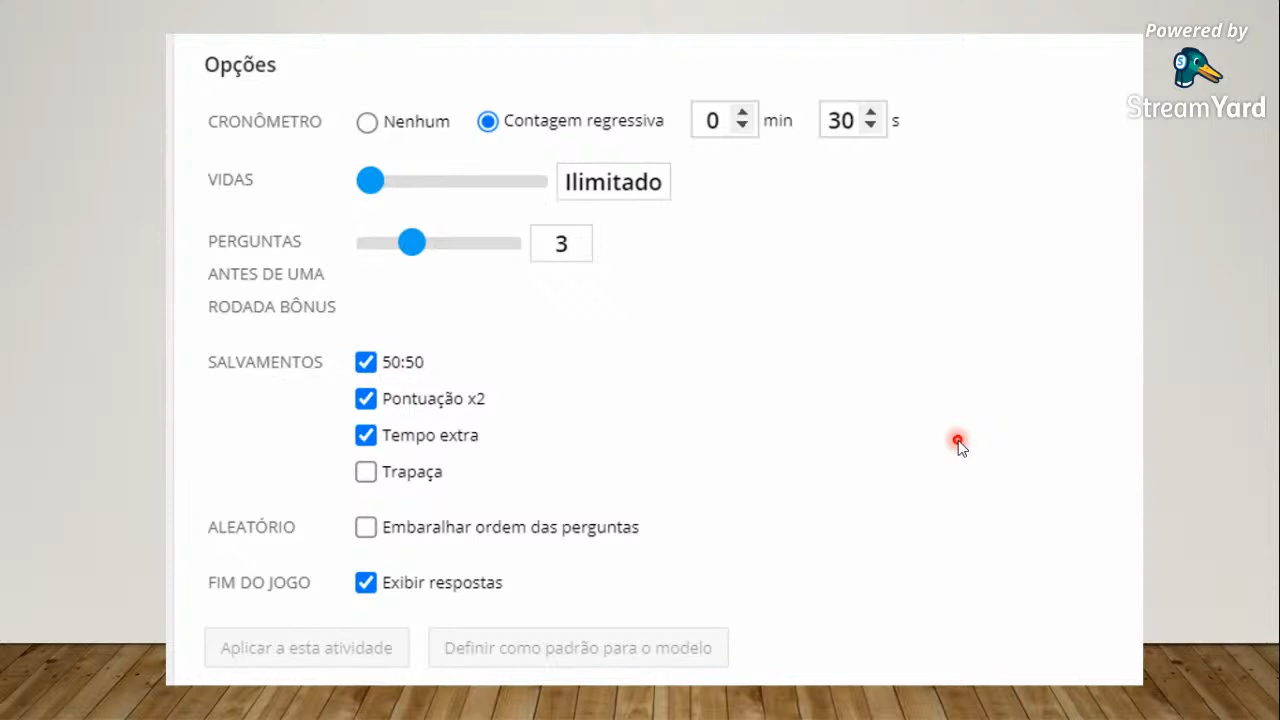 Powered by
StreamYard
Opções
CRONÔMETRO Nenhum Contagem regressiva 0 min 30 s
VIDAS Ilimitado
PERGUNTAS 3
ANTES DE UMA
RODADA BÔNUS
SALVAMENTOS 50:50
Pontuação x2
Tempo extra
Trapaça
ALEATÓRIO Embaralhar ordem das perguntas
FIM DO JOGO Exibir respostas
Aplicar a esta atividade Definir como padrão para o modelo